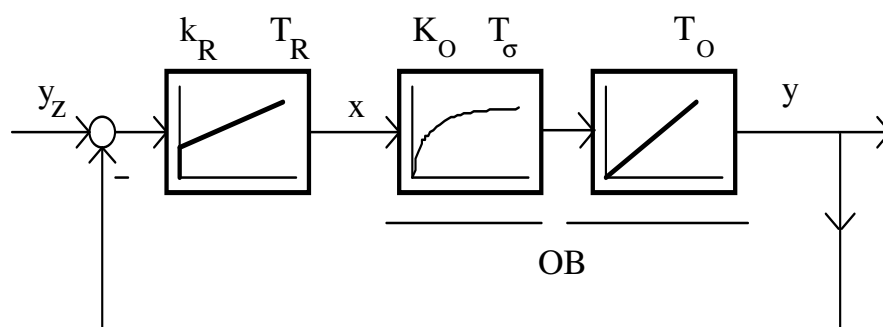 k_R T_R K_O T_σ T_O
y_z x y
−
OB